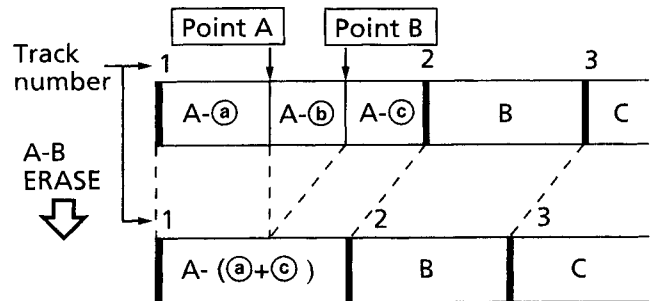 Point A Point B
Track number
1 2 3
A-ⓐ A-ⓑ A-ⓒ B C
A-B ERASE
1 2 3
A- (ⓐ+ⓒ) B C